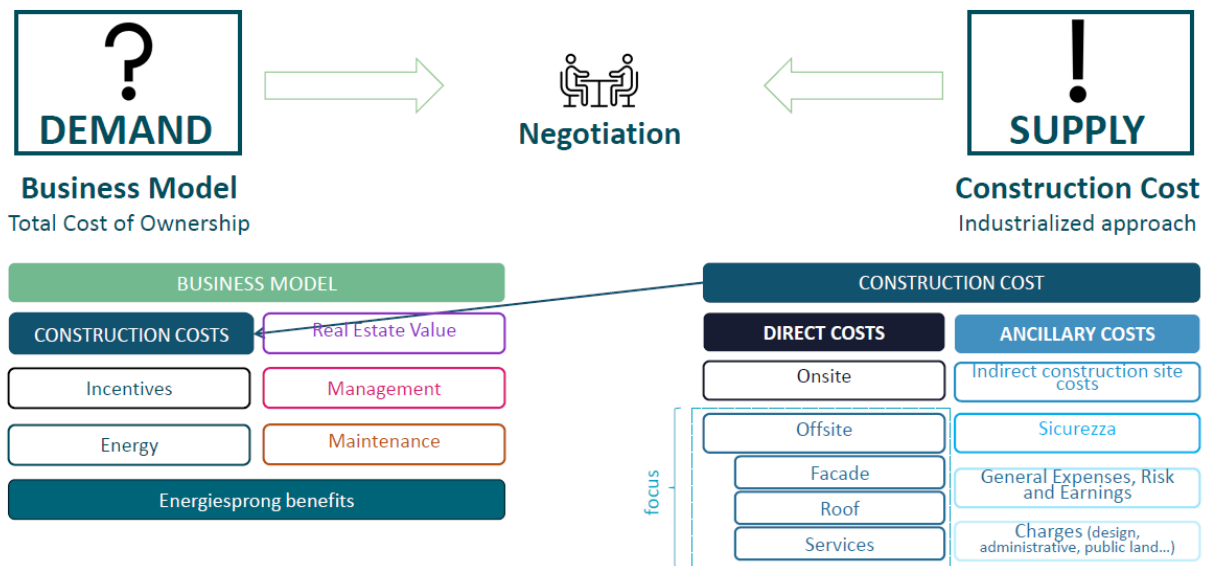 ?
DEMAND
Business Model
Total Cost of Ownership
Negotiation
!
SUPPLY
Construction Cost
Industrialized approach
BUSINESS MODEL
CONSTRUCTION COSTS
Real Estate Value
Incentives
Management
Energy
Maintenance
Energiesprong benefits
CONSTRUCTION COST
DIRECT COSTS
ANCILLARY COSTS
Onsite
Indirect construction site
costs
focus
Offsite
Sicurezza
Facade
General Expenses, Risk
and Earnings
Roof
Services
Charges (design,
administrative, public land...)